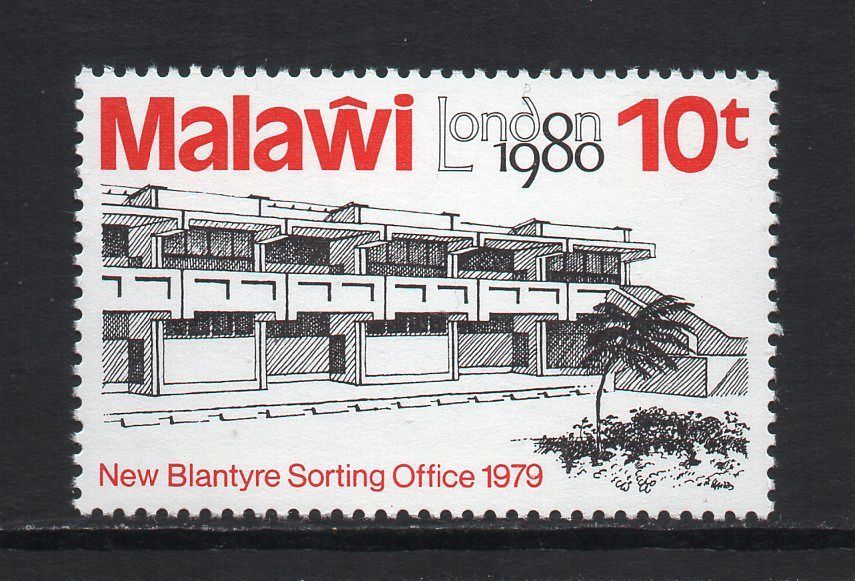 Malaŵi London 1980 10t
New Blantyre Sorting Office 1979